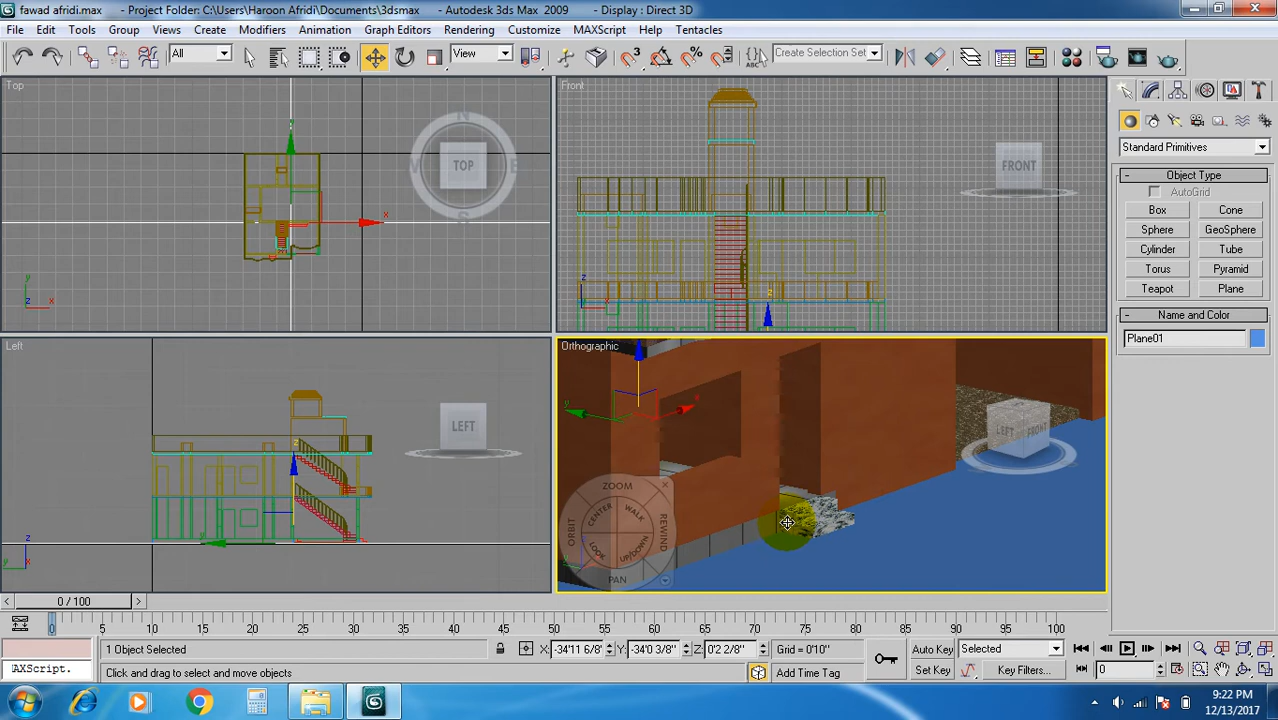 fawad afridi.max - Project Folder: C:\Users\Haroon Afridi\Documents\3dsmax - Autodesk 3ds Max 2009 - Display : Direct 3D
File Edit Tools Group Views Create Modifiers Animation Graph Editors Rendering Customize MAXScript Help Tentacles
All View 3 % ABC Create Selection Set
Top
N
W TOP E
S
y
x
z
Front
FRONT
z
x
Left
LEFT
z
y
x
Orthographic
LEFT FRONT
z
y
x
ZOOM
CENTER WALK
ORBIT REWIND
LOOK UP/DOWN
PAN
Standard Primitives
- Object Type
AutoGrid
Box Cone
Sphere GeoSphere
Cylinder Tube
Torus Pyramid
Teapot Plane
- Name and Color
Plane01
< 0 / 100 >
0 5 10 15 20 25 30 35 40 45 50 55 60 65 70 75 80 85 90 95 100
1 Object Selected X: -34'11 6/8" Y: -34'0 3/8" Z: 0'2 2/8" Grid = 0'10" Auto Key Selected
AXScript. Click and drag to select and move objects Add Time Tag Set Key Key Filters... 0
9:22 PM
12/13/2017